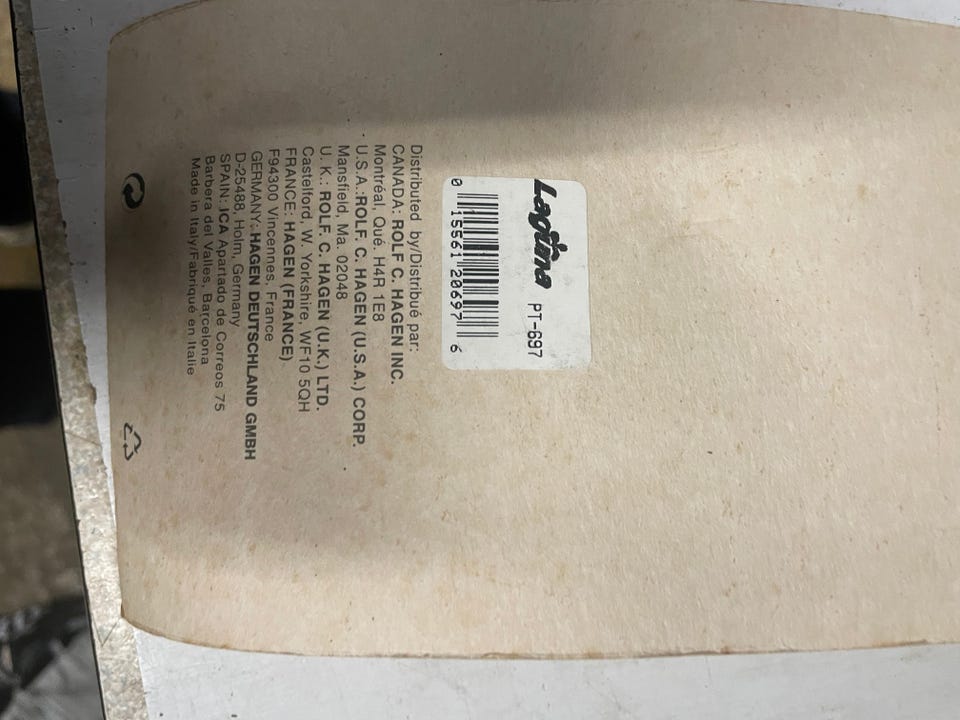 Laguna PT-697
0 15561 20697 6
Distributed by/Distribué par:
CANADA: ROLF C. HAGEN INC.
Montréal, Qué. H4R 1E8
U.S.A.:ROLF. C. HAGEN (U.S.A.) CORP.
Mansfield, Ma. 02048
U. K.: ROLF. C. HAGEN (U.K.) LTD.
Castelford, W. Yorkshire, WF10 5QH
FRANCE: HAGEN (FRANCE)
F94300 Vincennes, France
GERMANY: HAGEN DEUTSCHLAND GMBH
D-25488, Holm, Germany
SPAIN: ICA Apartado de Correos 75
Barbera del Valles, Barcelona
Made in Italy/Fabriqué en Italie